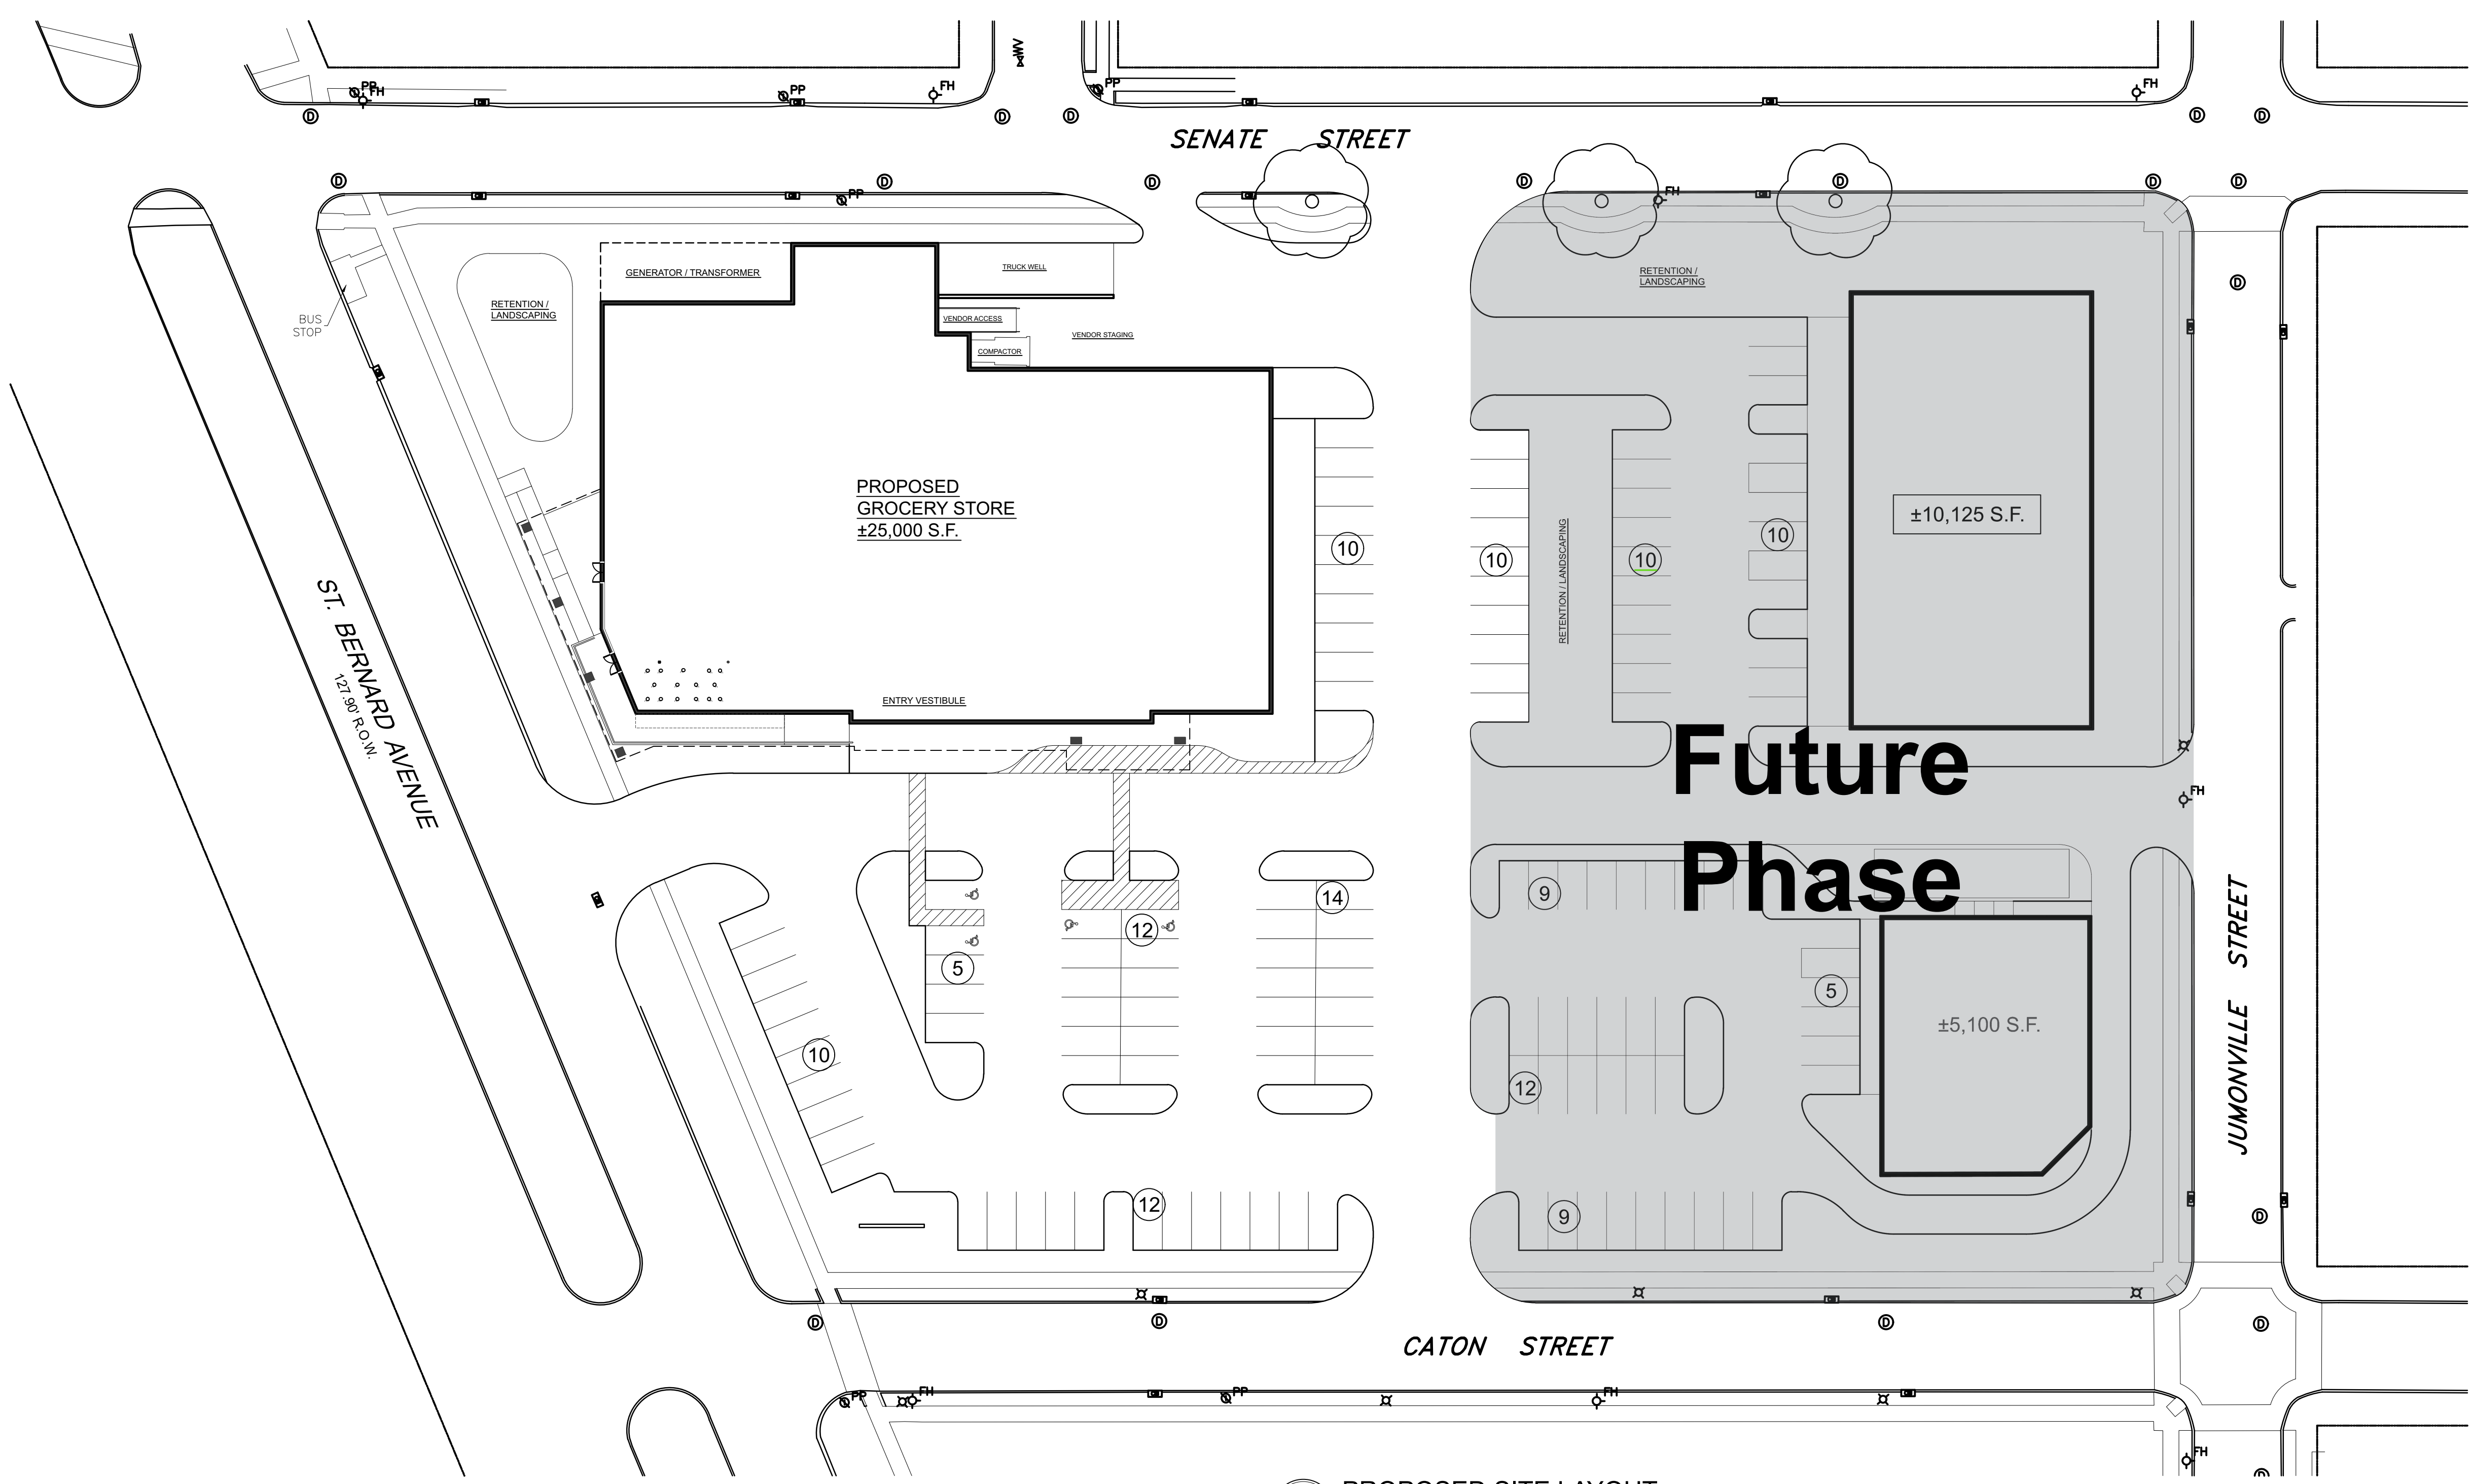 WV
PP
FH
PP
FH
PP
FH
D
D
D
D
D
SENATE STREET
D
D
D
D
D
D
D
PP
FH
GENERATOR / TRANSFORMER
TRUCK WELL
RETENTION /
LANDSCAPING
RETENTION /
LANDSCAPING
D
BUS
STOP
VENDOR ACCESS
VENDOR STAGING
COMPACTOR
PROPOSED
GROCERY STORE
±25,000 S.F.
±10,125 S.F.
10
10
10
10
RETENTION / LANDSCAPING
ST. BERNARD AVENUE
127.90' R.O.W.
ENTRY VESTIBULE
Future
Phase
FH
14
9
12
5
5
±5,100 S.F.
JUMONVILLE STREET
10
12
12
9
D
D
D
D
D
CATON STREET
PP
FH
PP
FH
FH